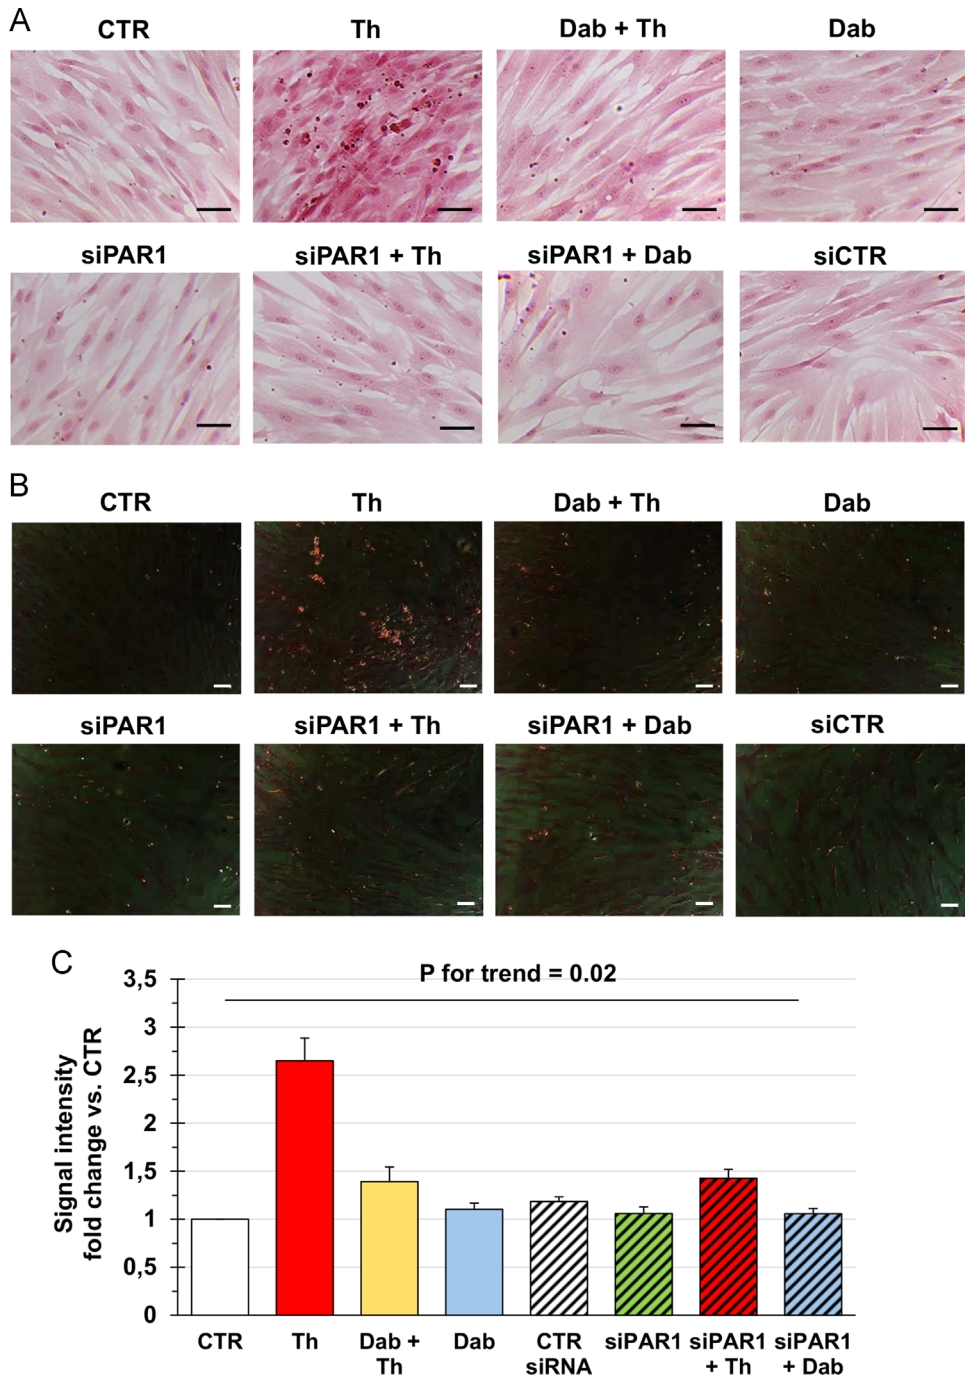 A
CTR Th Dab + Th Dab
siPAR1 siPAR1 + Th siPAR1 + Dab siCTR
B
CTR Th Dab + Th Dab
siPAR1 siPAR1 + Th siPAR1 + Dab siCTR
C
P for trend = 0.02
Signal intensity
fold change vs. CTR
3,5
3
2,5
2
1,5
1
0,5
0
CTR Th Dab + Th Dab CTR siRNA siPAR1 siPAR1 + Th siPAR1 + Dab